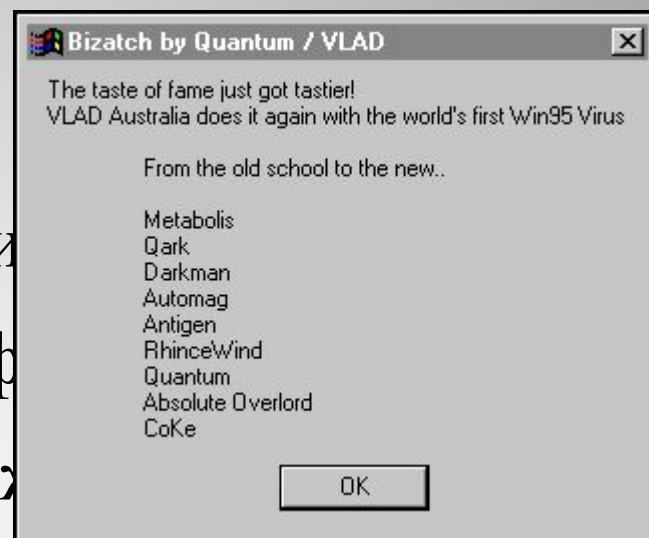 Bizatch by Quantum / VLAD
The taste of fame just got tastier!
VLAD Australia does it again with the world's first Win95 Virus
From the old school to the new..
Metabolis
Qark
Darkman
Automag
Antigen
RhinceWind
Quantum
Absolute Overlord
CoKe
OK